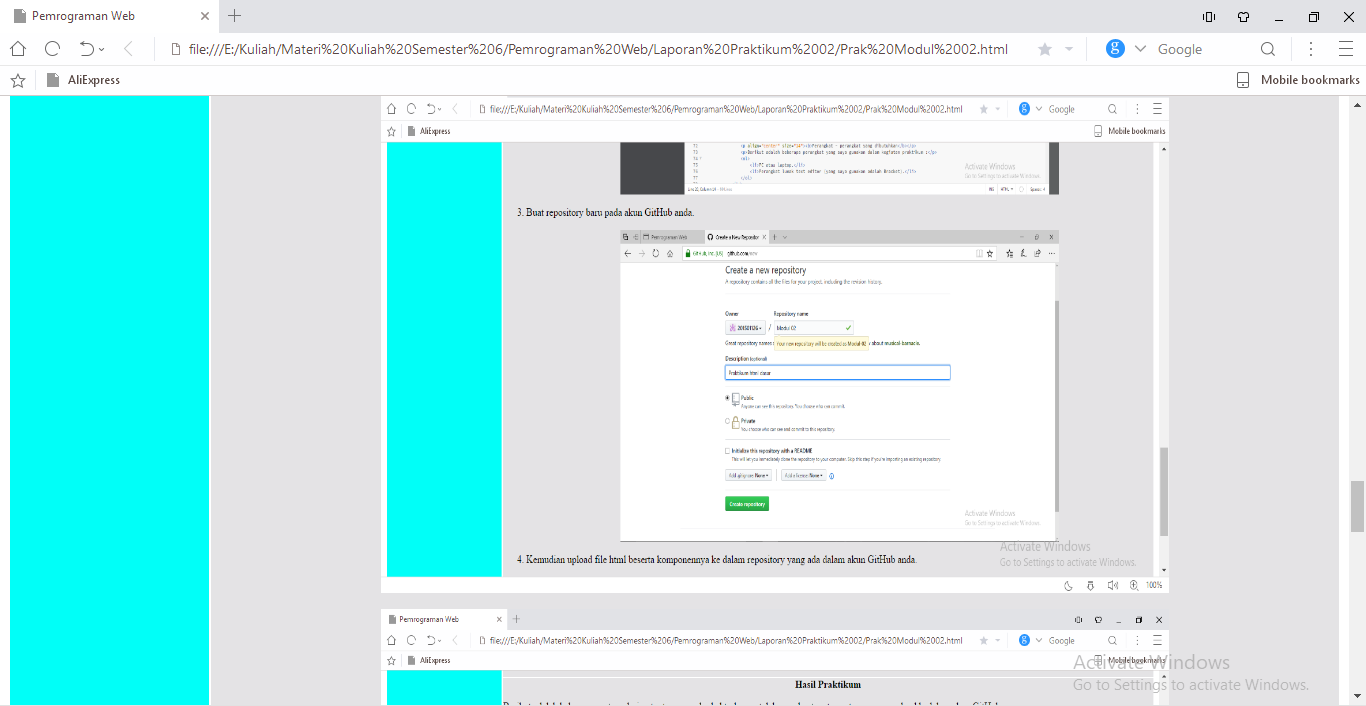 Pemrograman Web
file:///E:/Kuliah/Materi%20Kuliah%20Semester%206/Pemrograman%20Web/Laporan%20Praktikum%2002/Prak%20Modul%2002.html
Google
AliExpress
Mobile bookmarks
file:///E:/Kuliah/Materi%20Kuliah%20Semester%206/Pemrograman%20Web/Laporan%20Praktikum%2002/Prak%20Modul%2002.html
Google
AliExpress
Mobile bookmarks
Activate Windows
Go to Settings to activate Windows.
3. Buat repository baru pada akun GitHub anda.
Pemrograman Web
Create a New Repositor
GitHub, Inc. [US] github.com/new
Create a new repository
A repository contains all the files for your project, including the revision history.
Owner
Repository name
/ Modul 02
Great repository names
Your new repository will be created as Modul-02
about musical-barnacle.
Description (optional)
Praktikum html dasar
Public
Anyone can see this repository. You choose who can commit.
Private
You choose who can see and commit to this repository.
Initialize this repository with a README
This will let you immediately clone the repository to your computer. Skip this step if you're importing an existing repository.
Add .gitignore: None
Add a license: None
Create repository
Activate Windows
Go to Settings to activate Windows.
4. Kemudian upload file html beserta komponennya ke dalam repository yang ada dalam akun GitHub anda.
Activate Windows
Go to Settings to activate Windows.
100%
Pemrograman Web
file:///E:/Kuliah/Materi%20Kuliah%20Semester%206/Pemrograman%20Web/Laporan%20Praktikum%2002/Prak%20Modul%2002.html
Google
AliExpress
Mobile bookmarks
Hasil Praktikum
Activate Windows
Go to Settings to activate Windows.